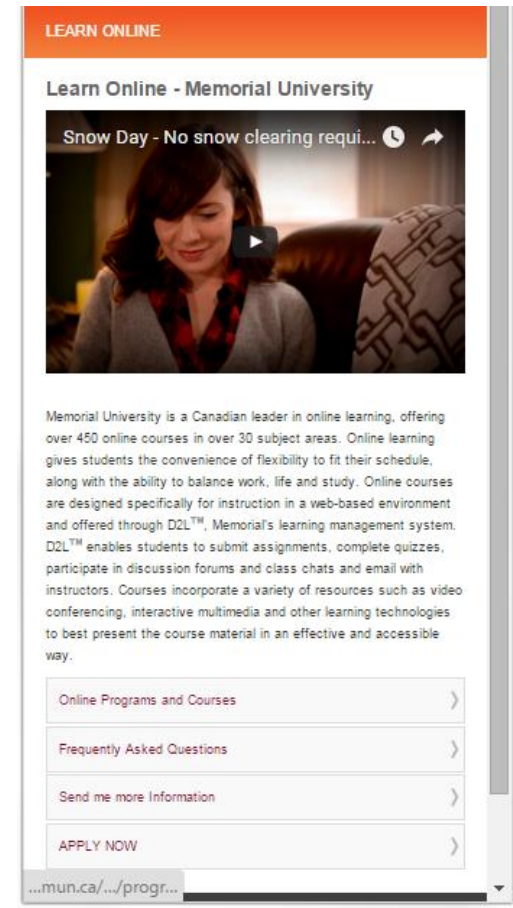 LEARN ONLINE
Learn Online - Memorial University
Snow Day - No snow clearing requi...
Memorial University is a Canadian leader in online learning, offering
over 450 online courses in over 30 subject areas. Online learning
gives students the convenience of flexibility to fit their schedule,
along with the ability to balance work, life and study. Online courses
are designed specifically for instruction in a web-based environment
and offered through D2L™, Memorial's learning management system.
D2L™ enables students to submit assignments, complete quizzes,
participate in discussion forums and class chats and email with
instructors. Courses incorporate a variety of resources such as video
conferencing, interactive multimedia and other learning technologies
to best present the course material in an effective and accessible
way.
Online Programs and Courses
Frequently Asked Questions
Send me more Information
APPLY NOW
...mun.ca/.../progr...